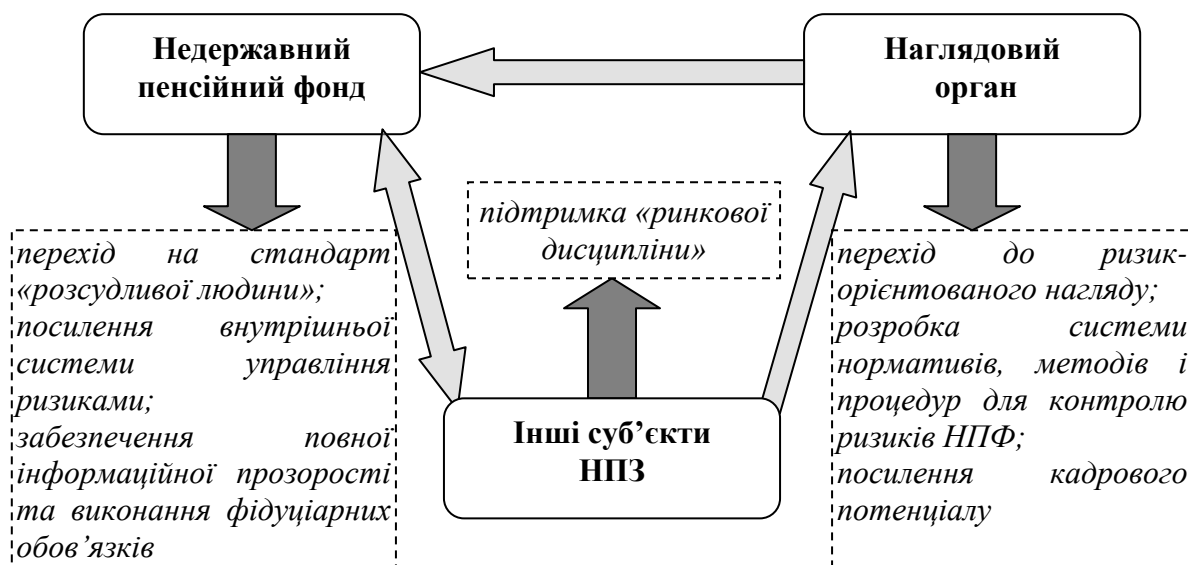 Недержавний
пенсійний фонд
Наглядовий
орган
підтримка «ринкової
дисципліни»
перехід на стандарт
«розсудливої людини»;
посилення внутрішньої
системи управління
ризиками;
забезпечення повної
інформаційної прозорості
та виконання фідуціарних
обов’язків
перехід до ризик-
орієнтованого нагляду;
розробка системи
нормативів, методів і
процедур для контролю
ризиків НПФ;
посилення кадрового
потенціалу
Інші суб’єкти
НПЗ